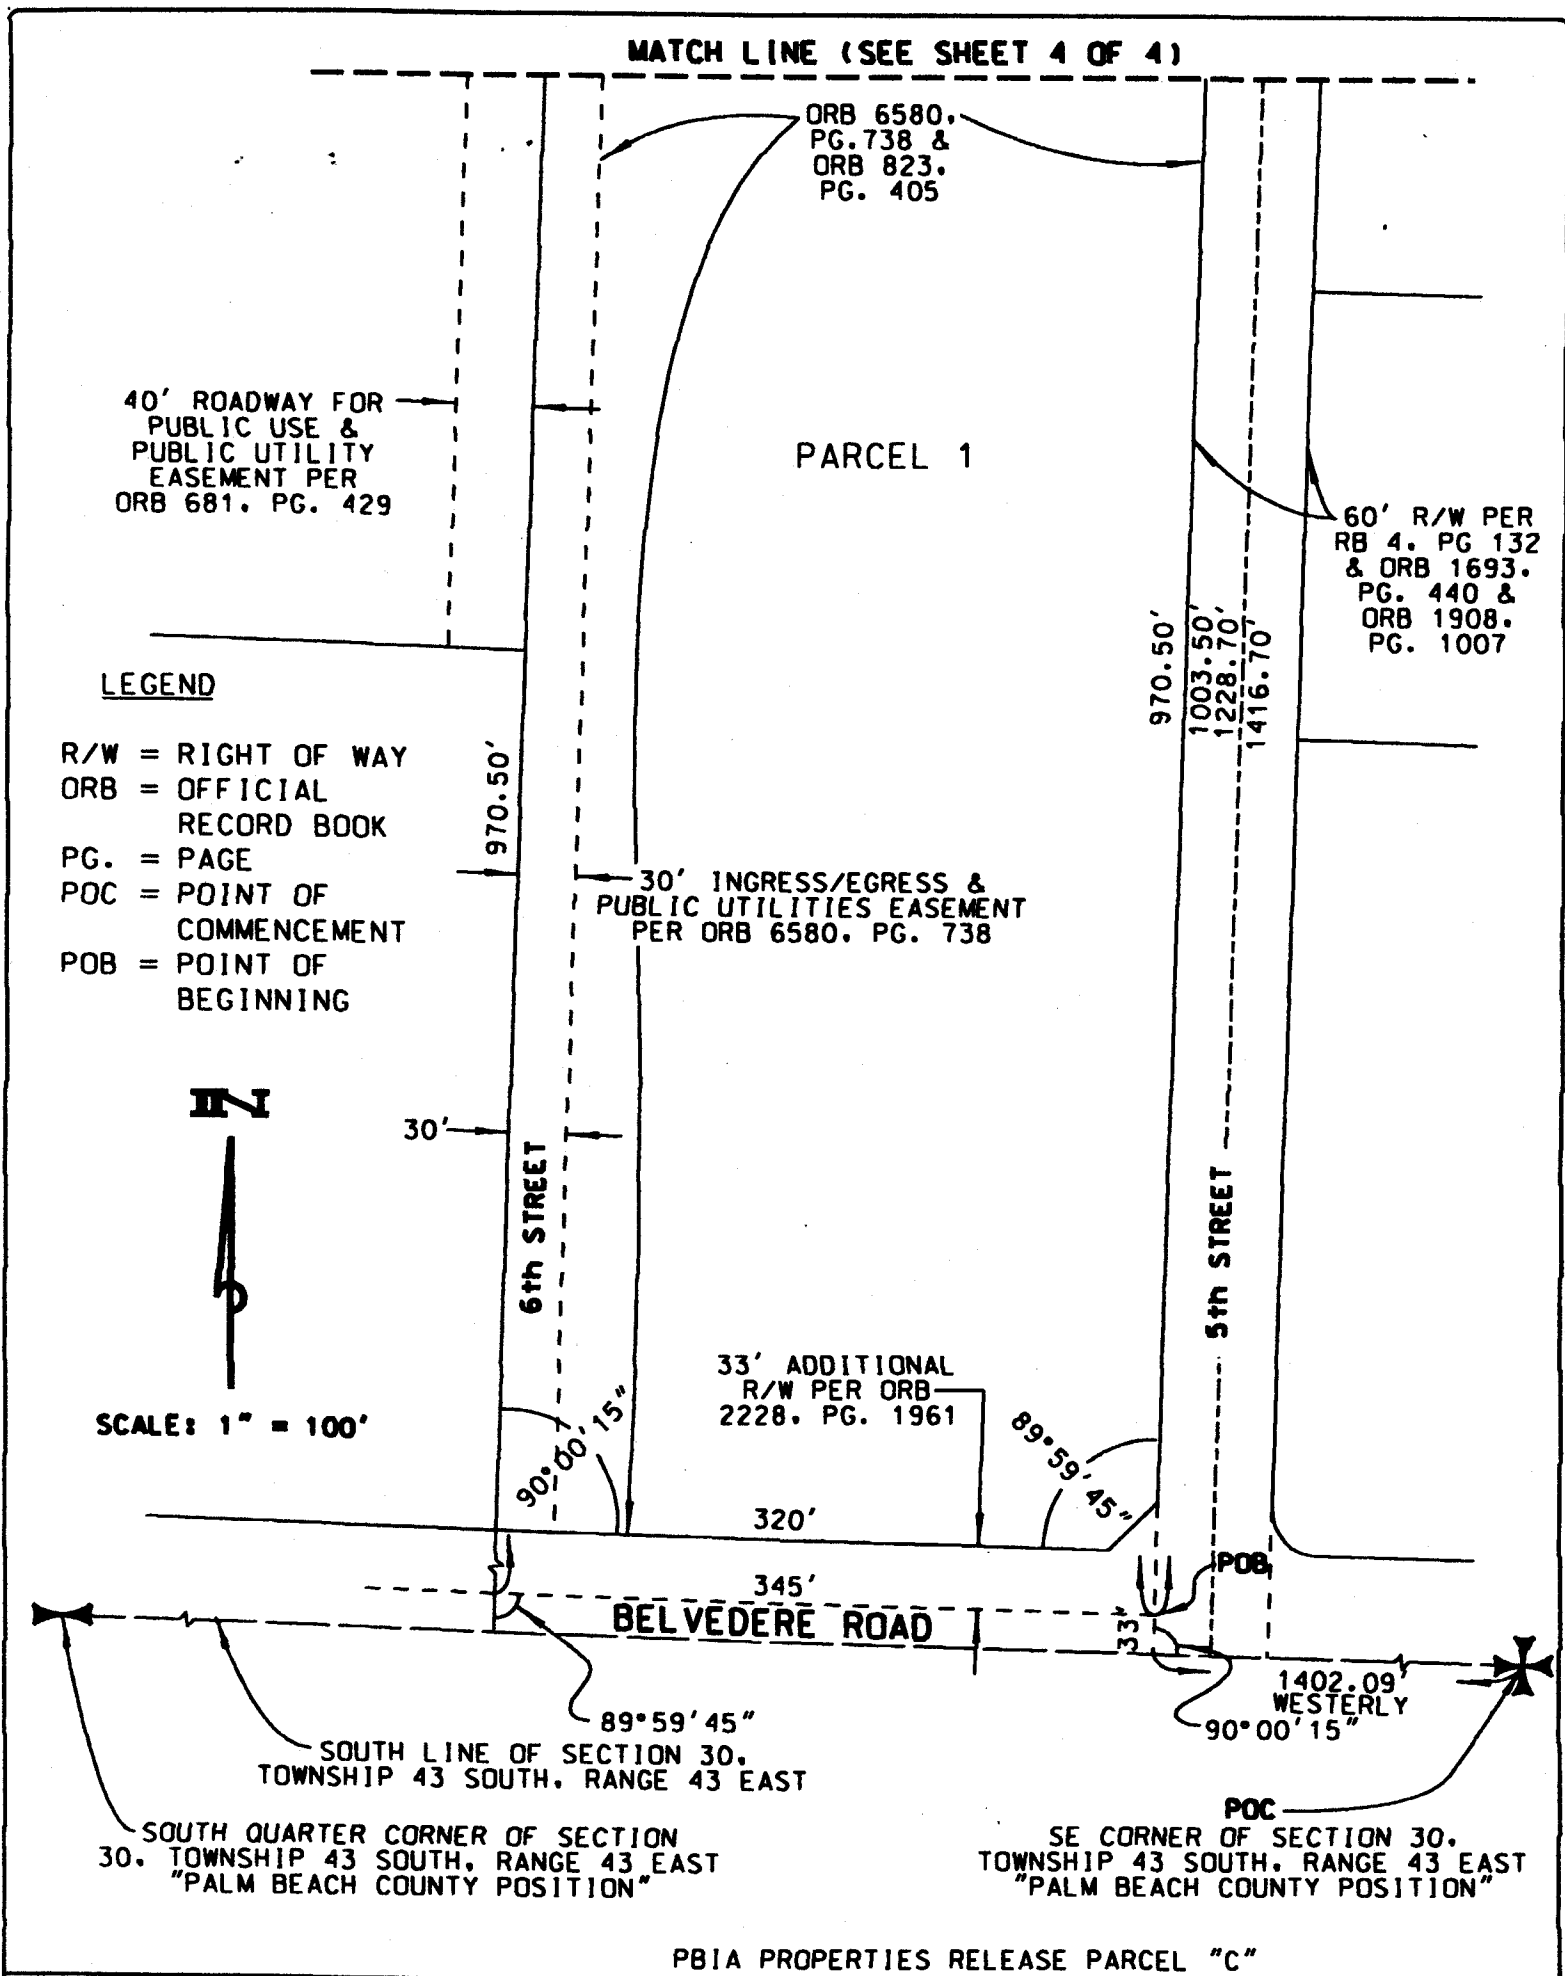 MATCH LINE (SEE SHEET 4 OF 4)
ORB 6580.
PG.738 &
ORB 823.
PG. 405
40' ROADWAY FOR
PUBLIC USE &
PUBLIC UTILITY
EASEMENT PER
ORB 681. PG. 429
PARCEL 1
60' R/W PER
RB 4. PG 132
& ORB 1693.
PG. 440 &
ORB 1908.
PG. 1007
970.50'
1003.50'
1228.70'
1416.70'
LEGEND
R/W = RIGHT OF WAY
ORB = OFFICIAL
RECORD BOOK
PG. = PAGE
POC = POINT OF
COMMENCEMENT
POB = POINT OF
BEGINNING
970.50'
30' INGRESS/EGRESS &
PUBLIC UTILITIES EASEMENT
PER ORB 6580. PG. 738
N
30'
6th STREET
5th STREET
SCALE: 1" = 100'
33' ADDITIONAL
R/W PER ORB
2228. PG. 1961
90°00'15"
89°59'45"
320'
POB
345'
BELVEDERE ROAD
33'
1402.09'
WESTERLY
90°00'15"
89°59'45"
SOUTH LINE OF SECTION 30.
TOWNSHIP 43 SOUTH. RANGE 43 EAST
SOUTH QUARTER CORNER OF SECTION
30. TOWNSHIP 43 SOUTH. RANGE 43 EAST
"PALM BEACH COUNTY POSITION"
POC
SE CORNER OF SECTION 30.
TOWNSHIP 43 SOUTH. RANGE 43 EAST
"PALM BEACH COUNTY POSITION"
PBIA PROPERTIES RELEASE PARCEL "C"